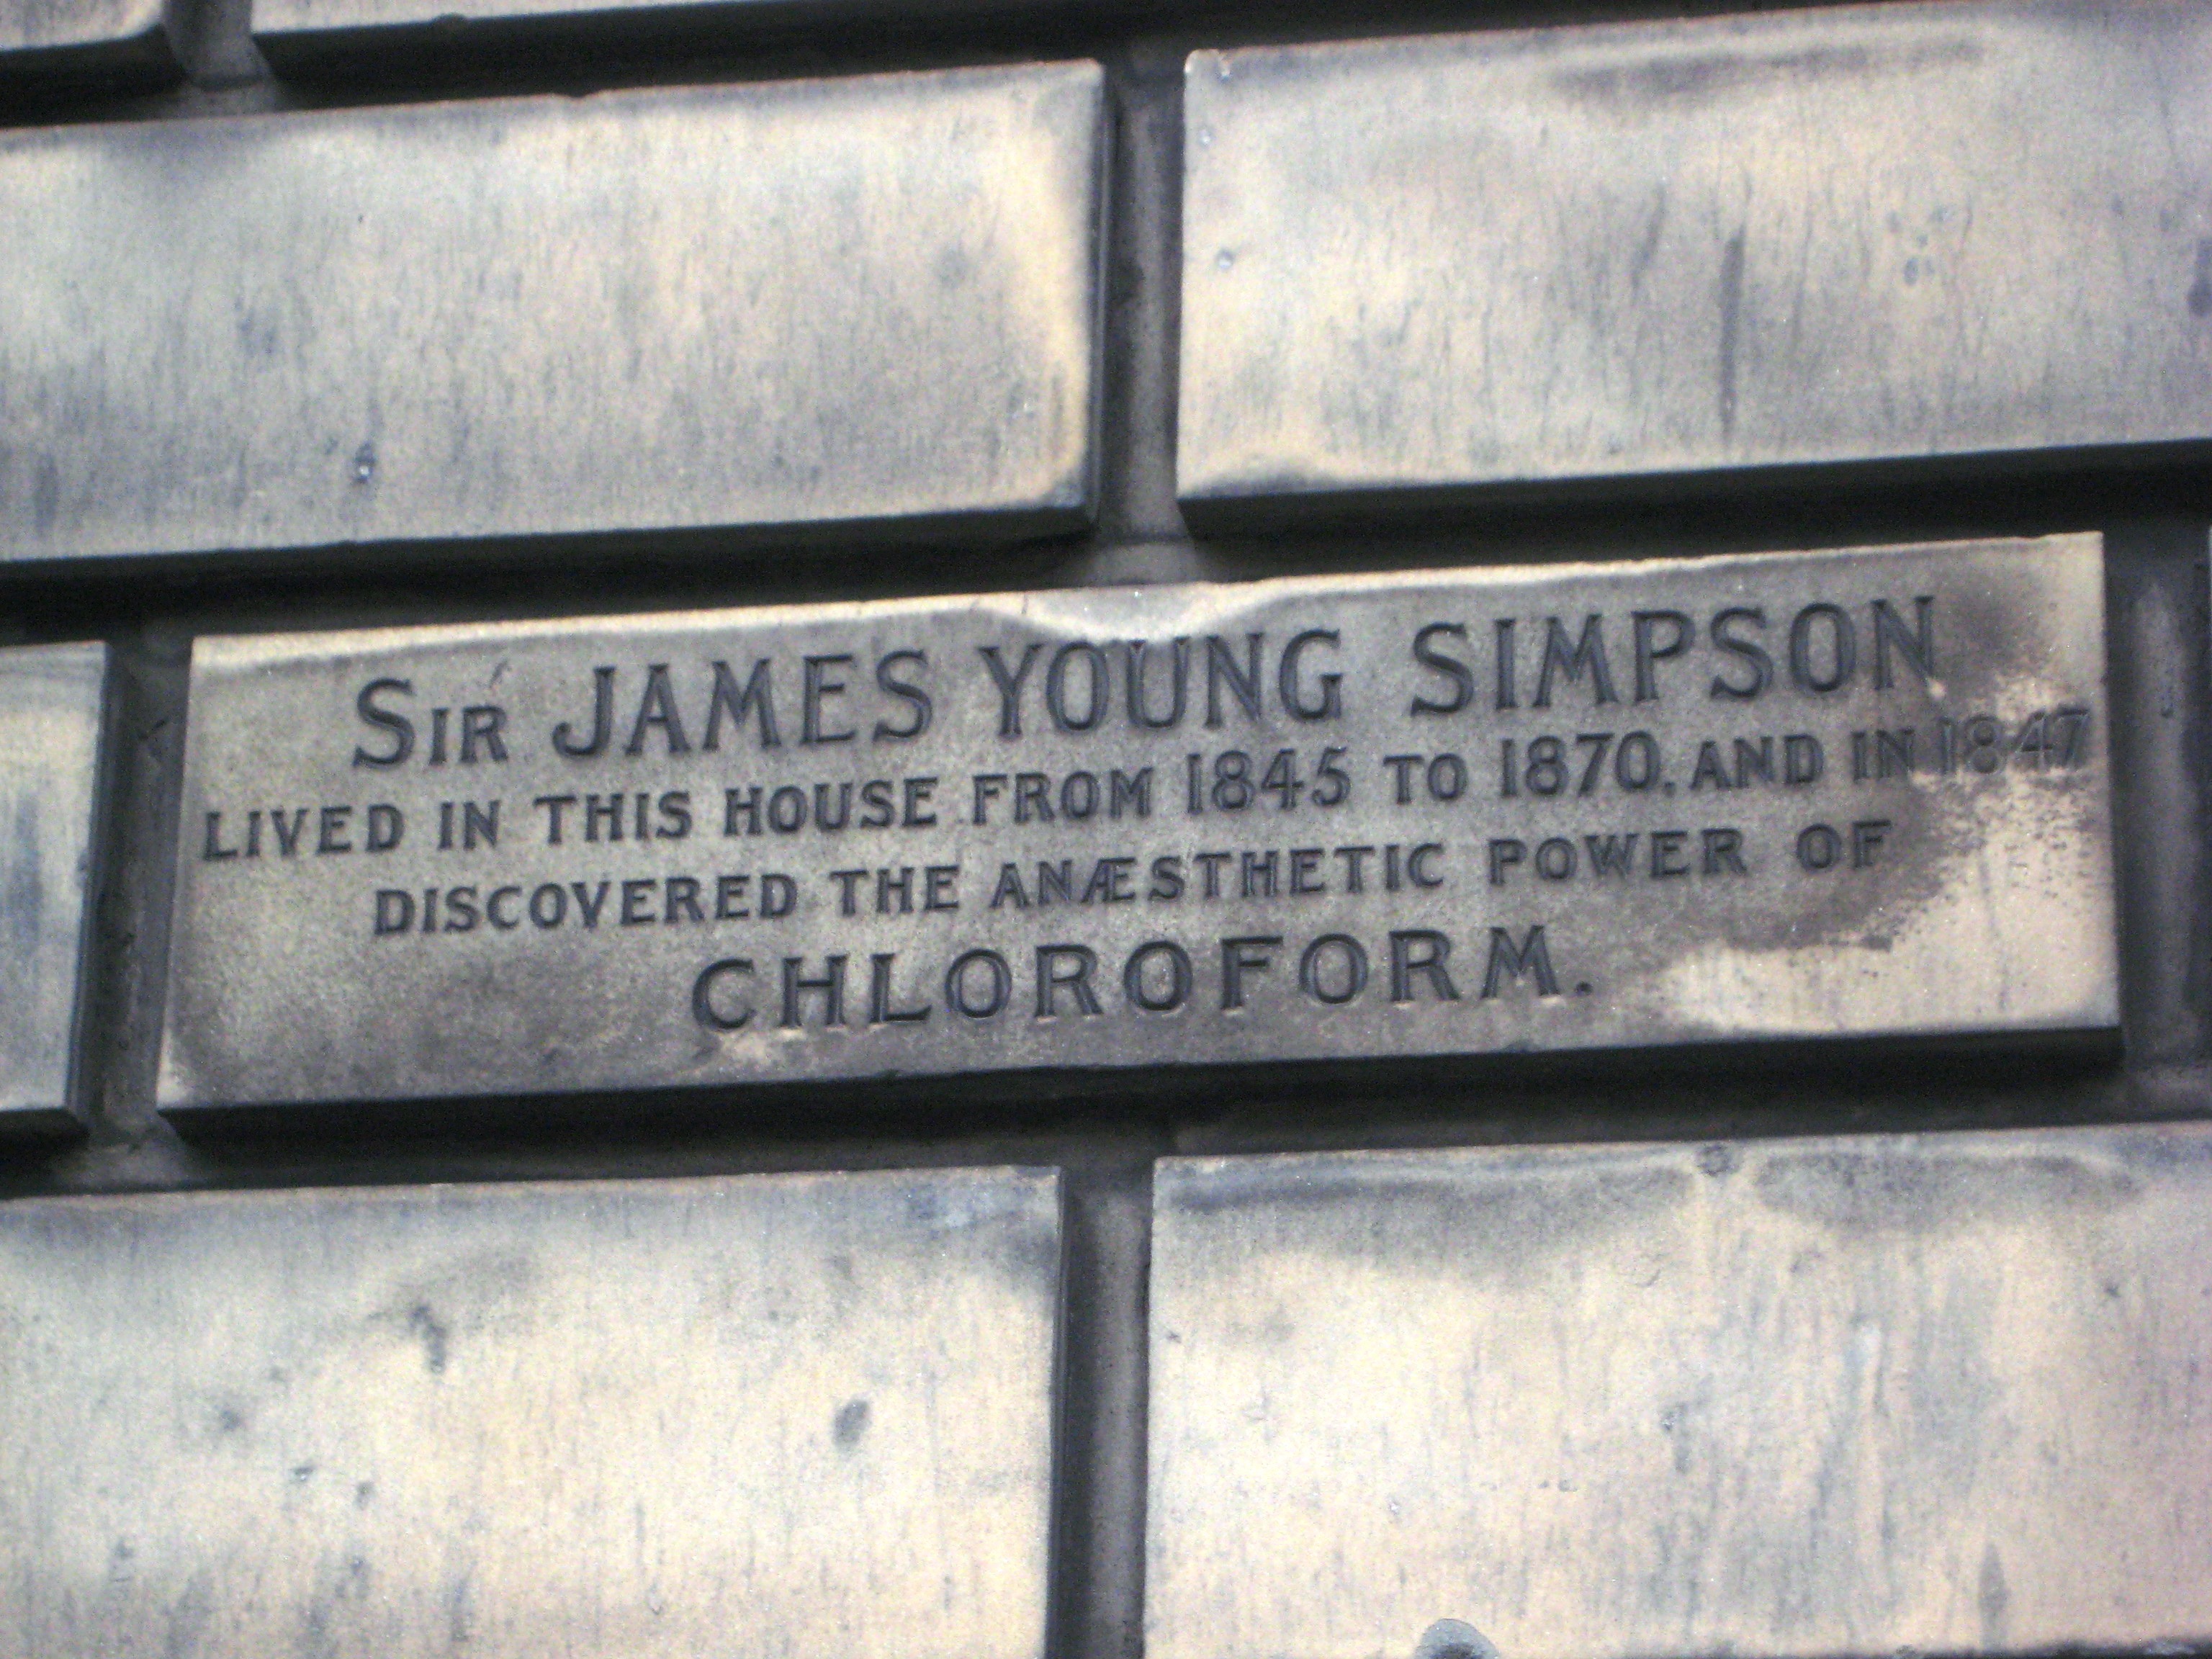 SIR JAMES YOUNG SIMPSON
LIVED IN THIS HOUSE FROM 1845 TO 1870. AND IN 1847
DISCOVERED THE ANÆSTHETIC POWER OF
CHLOROFORM.